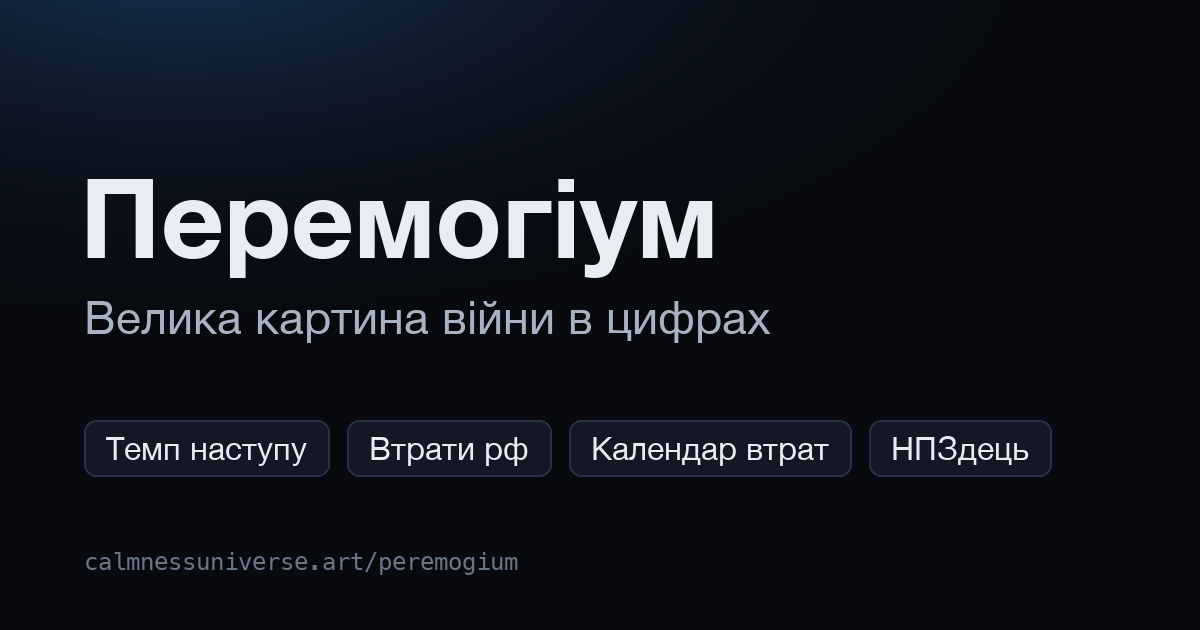 Перемогіум
Велика картина війни в цифрах
Темп наступу Втрати рф Календар втрат НПЗдець
calmnessuniverse.art/peremogium